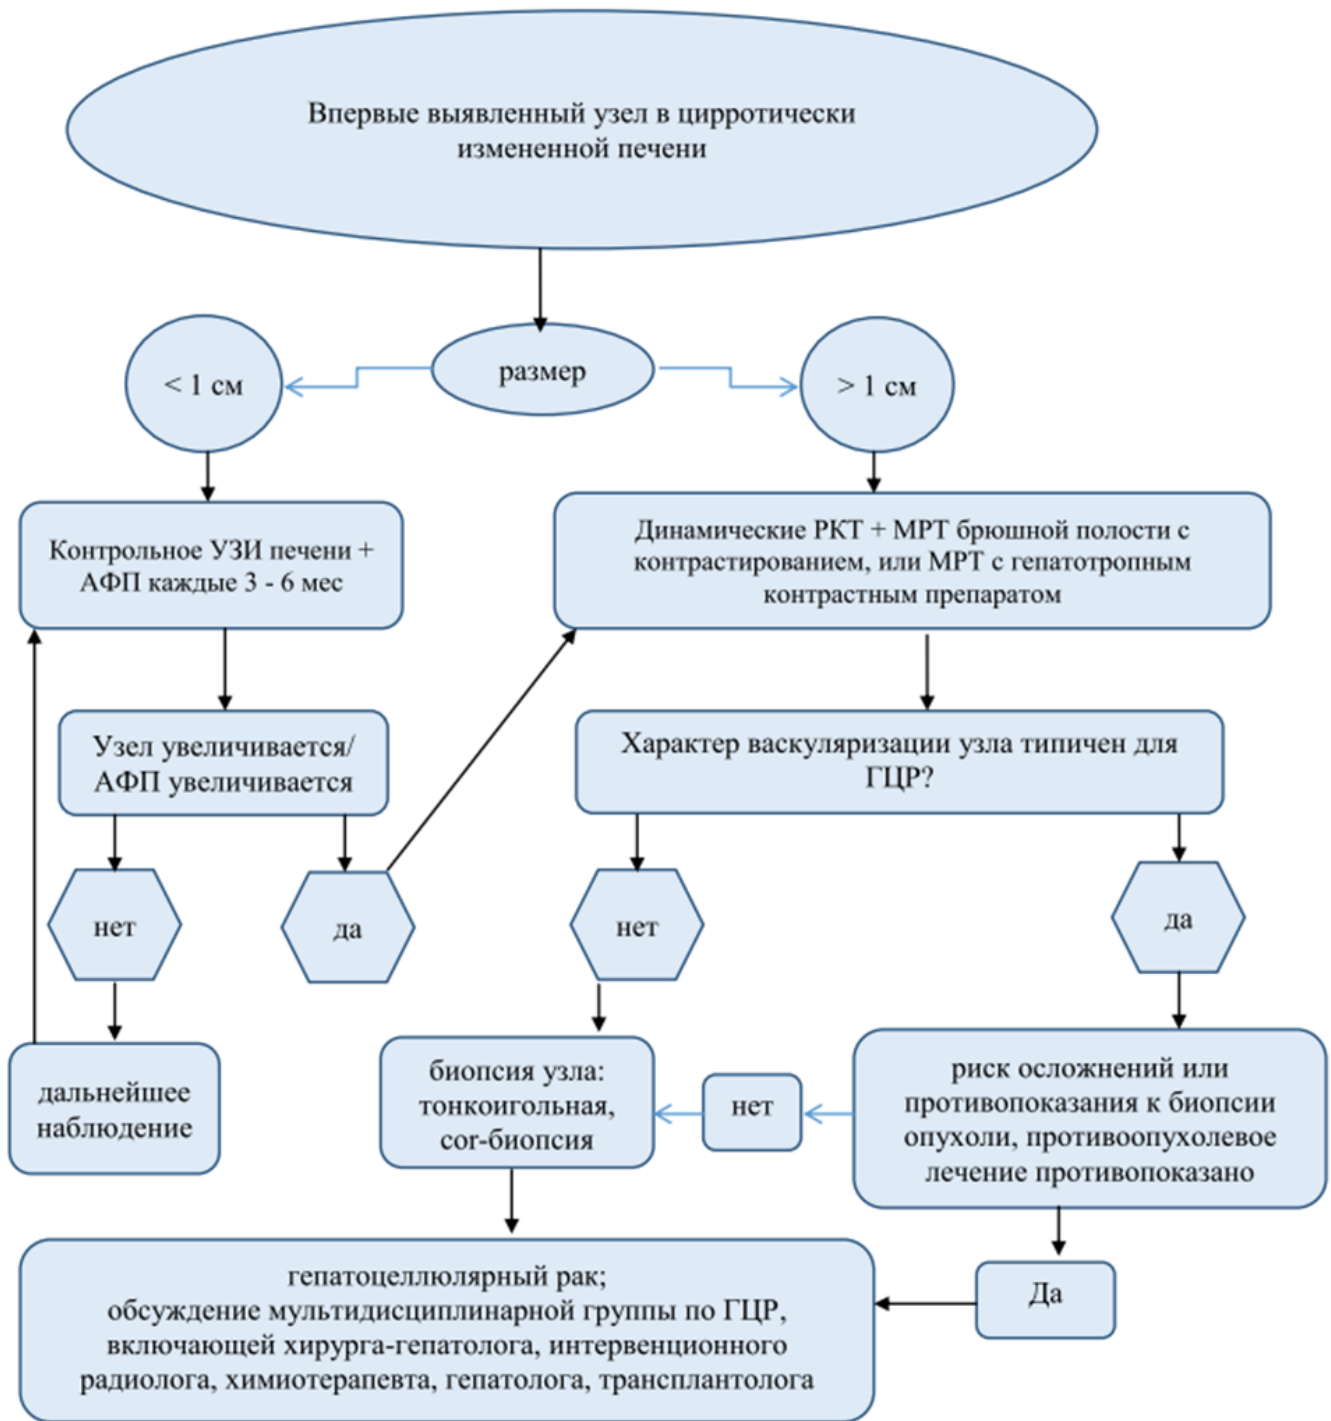 Впервые выявленный узел в цирротически
измененной печени
< 1 см
размер
> 1 см
Контрольное УЗИ печени +
АФП каждые 3 - 6 мес
Динамические РКТ + МРТ брюшной полости с
контрастированием, или МРТ с гепатотропным
контрастным препаратом
Узел увеличивается/
АФП увеличивается
Характер васкуляризации узла типичен для
ГЦР?
нет
да
нет
да
дальнейшее
наблюдение
биопсия узла:
тонкоигольная,
cor-биопсия
нет
риск осложнений или
противопоказания к биопсии
опухоли, противоопухолевое
лечение противопоказано
гепатоцеллюлярный рак;
обсуждение мультидисциплинарной группы по ГЦР,
включающей хирурга-гепатолога, интервенционного
радиолога, химиотерапевта, гепатолога, трансплантолога
Да